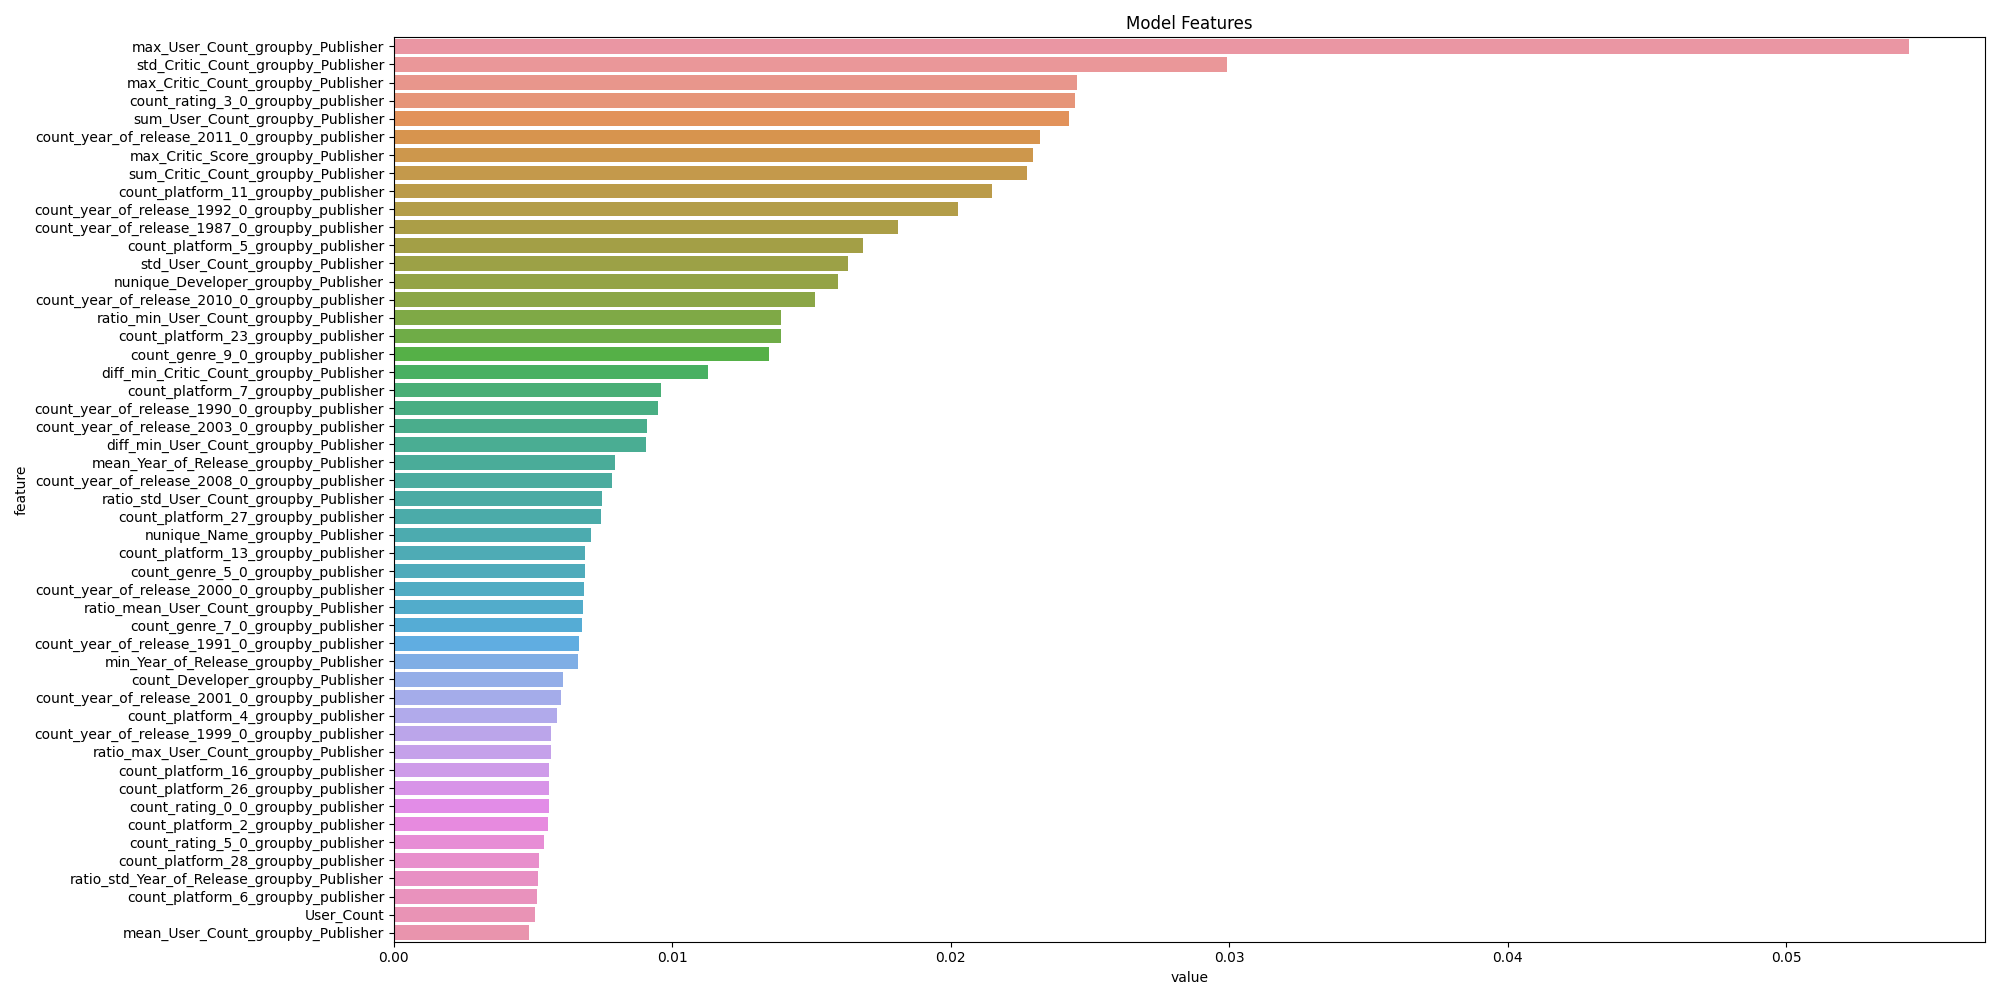 Model Features
max_User_Count_groupby_Publisher
std_Critic_Count_groupby_Publisher
max_Critic_Count_groupby_Publisher
count_rating_3_0_groupby_publisher
sum_User_Count_groupby_Publisher
count_year_of_release_2011_0_groupby_publisher
max_Critic_Score_groupby_Publisher
sum_Critic_Count_groupby_Publisher
count_platform_11_groupby_publisher
count_year_of_release_1992_0_groupby_publisher
count_year_of_release_1987_0_groupby_publisher
count_platform_5_groupby_publisher
std_User_Count_groupby_Publisher
nunique_Developer_groupby_Publisher
count_year_of_release_2010_0_groupby_publisher
ratio_min_User_Count_groupby_Publisher
count_platform_23_groupby_publisher
count_genre_9_0_groupby_publisher
diff_min_Critic_Count_groupby_Publisher
count_platform_7_groupby_publisher
count_year_of_release_1990_0_groupby_publisher
count_year_of_release_2003_0_groupby_publisher
diff_min_User_Count_groupby_Publisher
mean_Year_of_Release_groupby_Publisher
count_year_of_release_2008_0_groupby_publisher
ratio_std_User_Count_groupby_Publisher
count_platform_27_groupby_publisher
nunique_Name_groupby_Publisher
count_platform_13_groupby_publisher
count_genre_5_0_groupby_publisher
count_year_of_release_2000_0_groupby_publisher
ratio_mean_User_Count_groupby_Publisher
count_genre_7_0_groupby_publisher
count_year_of_release_1991_0_groupby_publisher
min_Year_of_Release_groupby_Publisher
count_Developer_groupby_Publisher
count_year_of_release_2001_0_groupby_publisher
count_platform_4_groupby_publisher
count_year_of_release_1999_0_groupby_publisher
ratio_max_User_Count_groupby_Publisher
count_platform_16_groupby_publisher
count_platform_26_groupby_publisher
count_rating_0_0_groupby_publisher
count_platform_2_groupby_publisher
count_rating_5_0_groupby_publisher
count_platform_28_groupby_publisher
ratio_std_Year_of_Release_groupby_Publisher
count_platform_6_groupby_publisher
User_Count
mean_User_Count_groupby_Publisher
feature
0.00 0.01 0.02 0.03 0.04 0.05
value